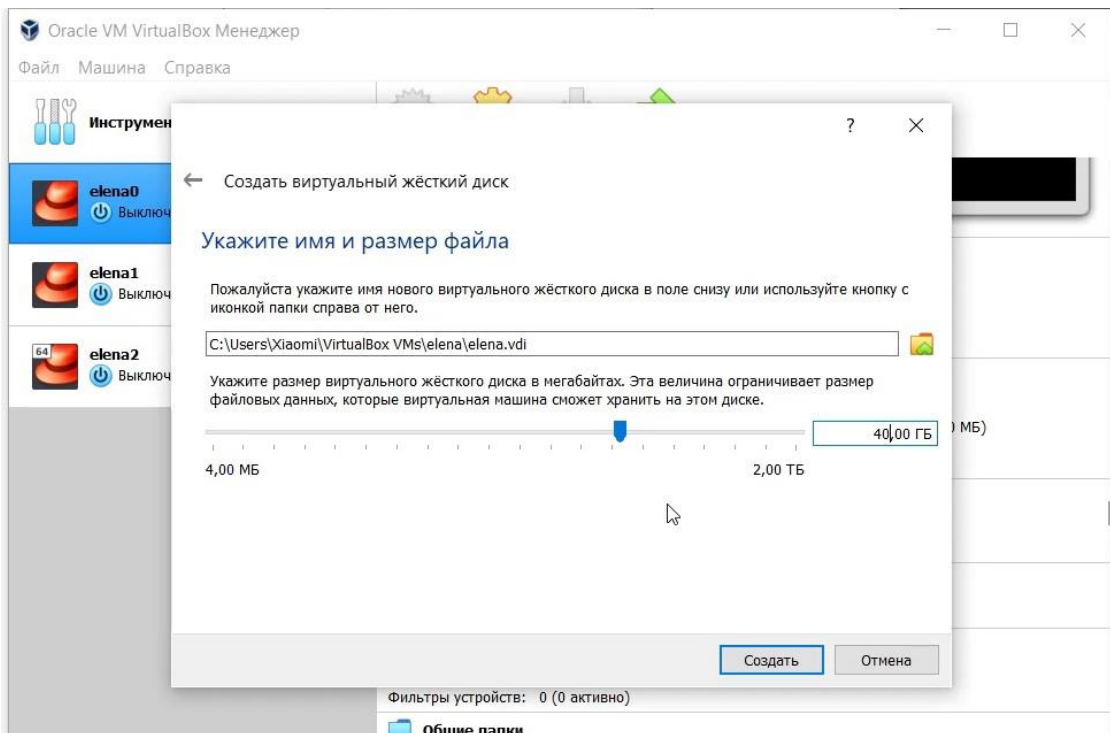 Oracle VM VirtualBox Менеджер
Файл Машина Справка
Инструмен
elena0
Выключ
elena1
Выключ
64
elena2
Выключ
?
Создать виртуальный жёсткий диск
Укажите имя и размер файла
Пожалуйста укажите имя нового виртуального жёсткого диска в поле снизу или используйте кнопку с
иконкой папки справа от него.
C:\Users\Xiaomi\VirtualBox VMs\elena\elena.vdi
Укажите размер виртуального жёсткого диска в мегабайтах. Эта величина ограничивает размер
файловых данных, которые виртуальная машина сможет хранить на этом диске.
40,00 ГБ
МБ)
4,00 МБ 2,00 ТБ
Создать Отмена
Фильтры устройств: 0 (0 активно)
Общие папки